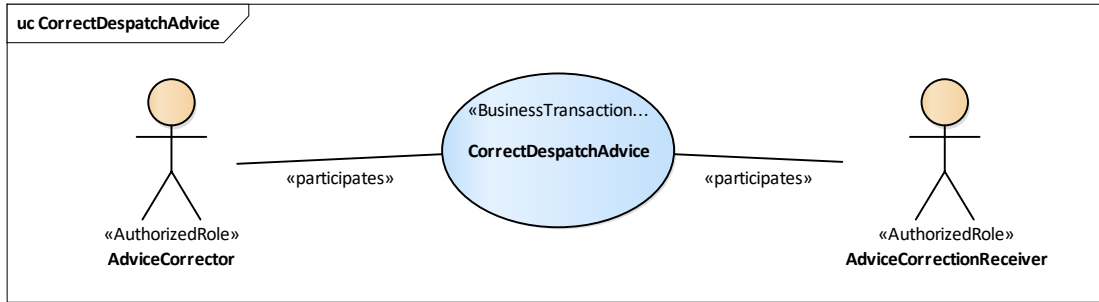 uc CorrectDespatchAdvice
«BusinessTransaction...
CorrectDespatchAdvice
«participates»
«participates»
«AuthorizedRole»
AdviceCorrector
«AuthorizedRole»
AdviceCorrectionReceiver